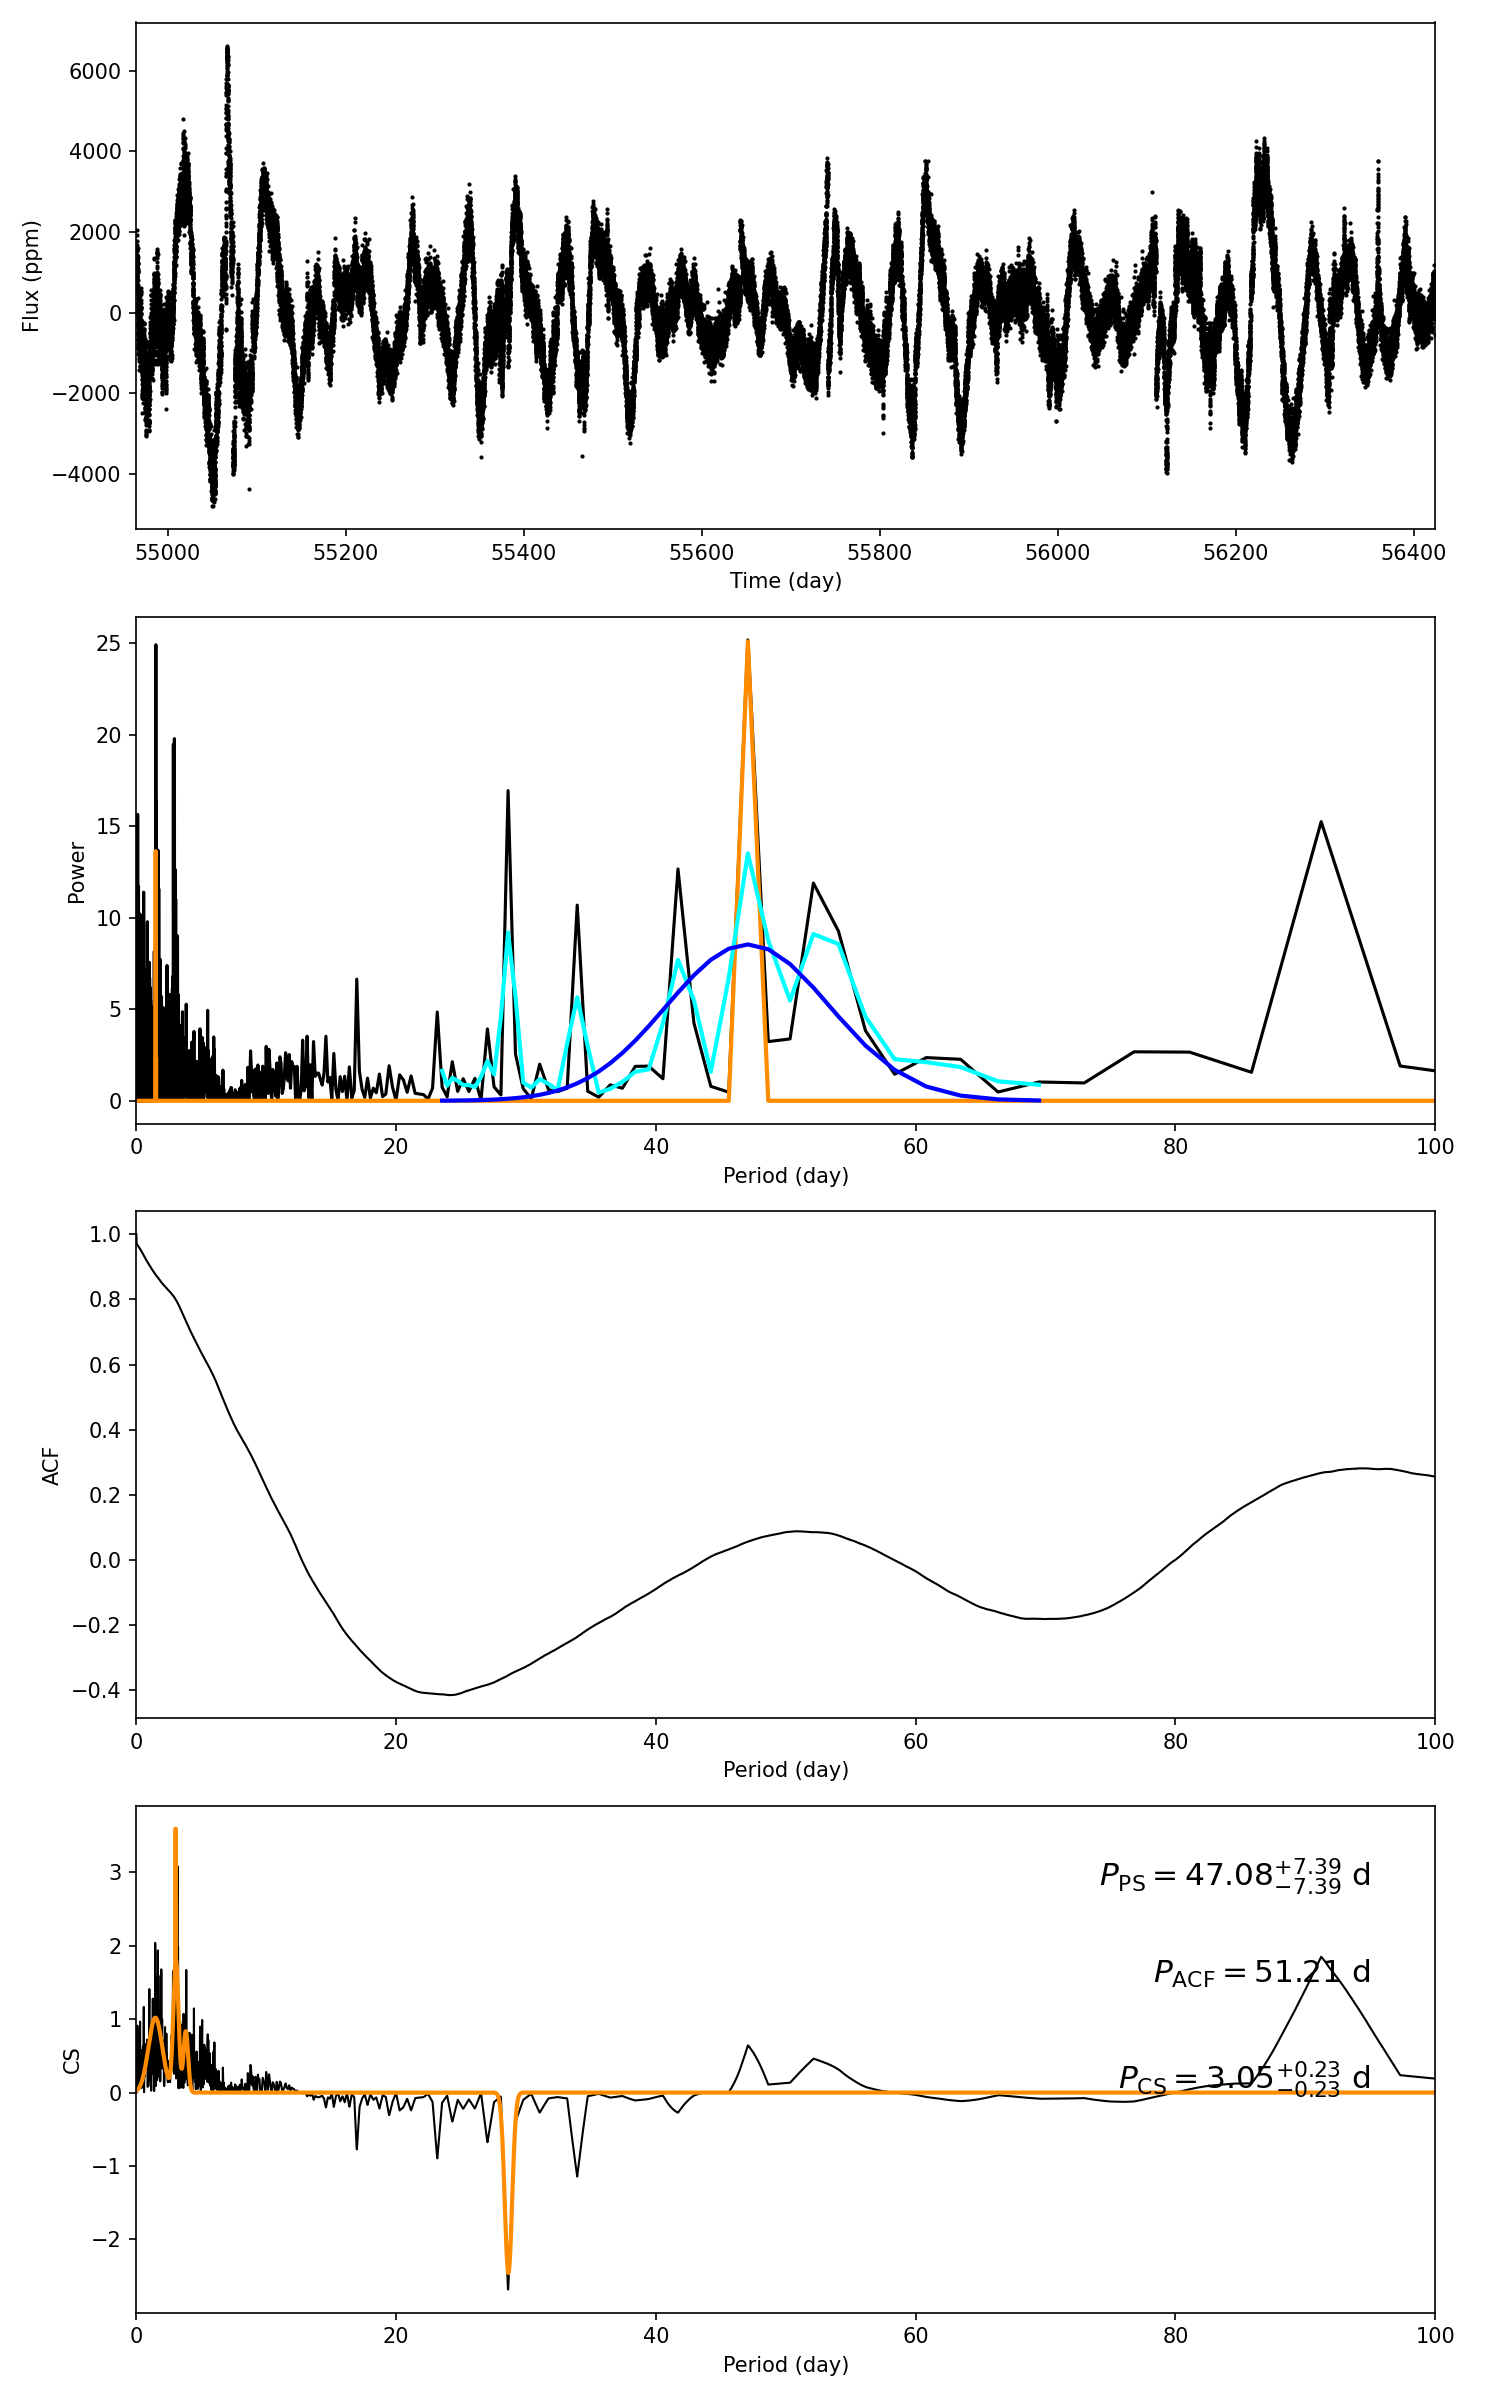 6000
4000
2000
0
−2000
−4000
Flux (ppm)
55000 55200 55400 55600 55800 56000 56200 56400
Time (day)
25
20
15
10
5
0
Power
0 20 40 60 80 100
Period (day)
1.0
0.8
0.6
0.4
0.2
0.0
−0.2
−0.4
ACF
0 20 40 60 80 100
Period (day)
3
2
1
0
−1
−2
CS
P_PS = 47.08 +7.39 −7.39 d
P_ACF = 51.21 d
P_CS = 3.05 +0.23 −0.23 d
0 20 40 60 80 100
Period (day)